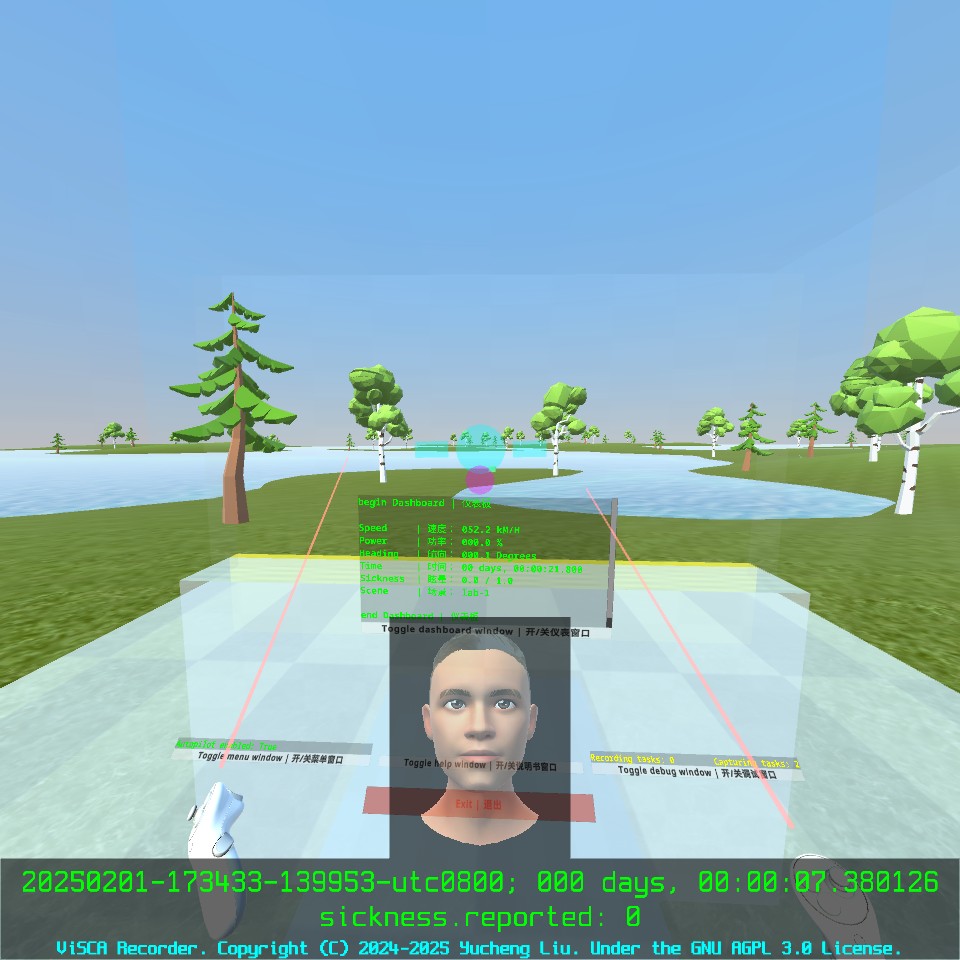 begin Dashboard | 仪表板
Speed | 速度： 052.2 kM/H
Power | 功率： 000.0 %
Heading | 航向： 000.1 Degrees
Time | 时间： 00 days, 00:00:21.800
Sickness | 眩晕： 0.0 / 1.0
Scene | 场景： lab-1
end Dashboard |
Toggle dashboard window | 开/关仪表窗口
Autopilot enabled: True
Toggle menu window | 开/关菜单窗口
Toggle help window | 开/关说明书窗口
Recording tasks: 0 Capturing tasks: 2
Toggle debug window | 开/关调试窗口
Exit | 退出
20250201-173433-139953-utc0800; 000 days, 00:00:07.380126
sickness.reported: 0
ViSCA Recorder. Copyright (C) 2024-2025 Yucheng Liu. Under the GNU AGPL 3.0 License.